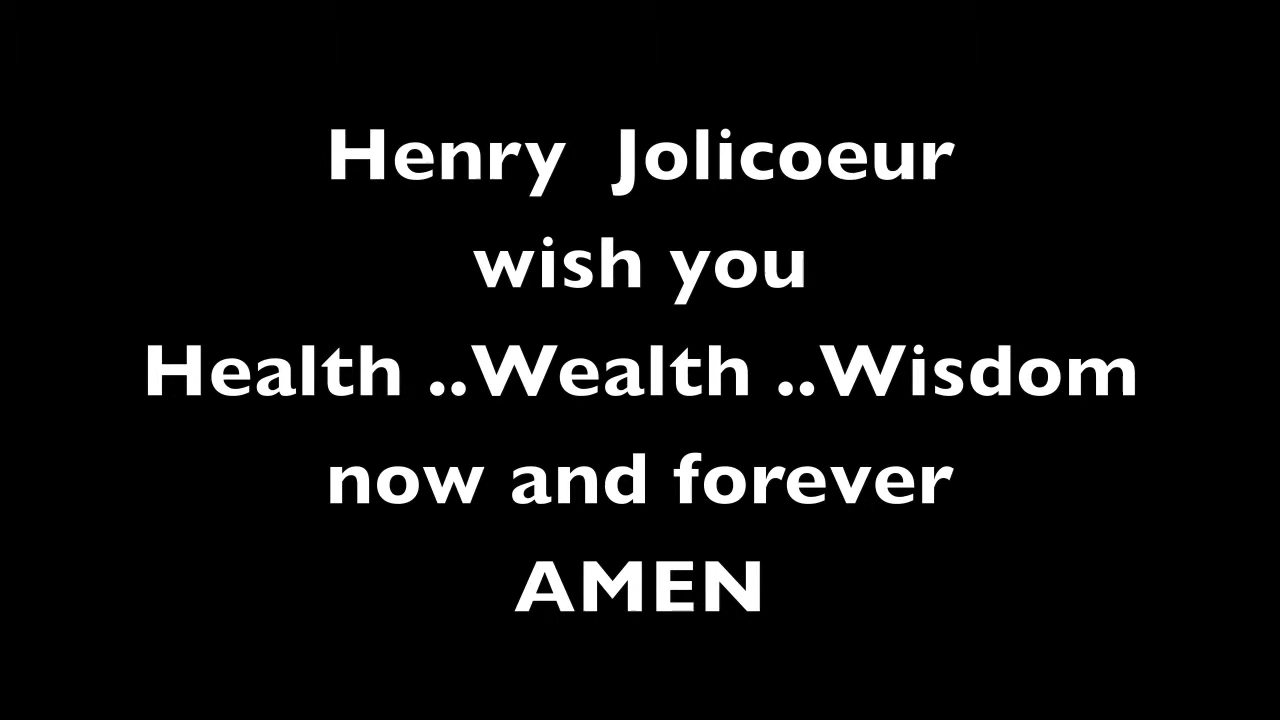 Henry  Jolicoeur
wish you
Health ..Wealth ..Wisdom
now and forever
AMEN